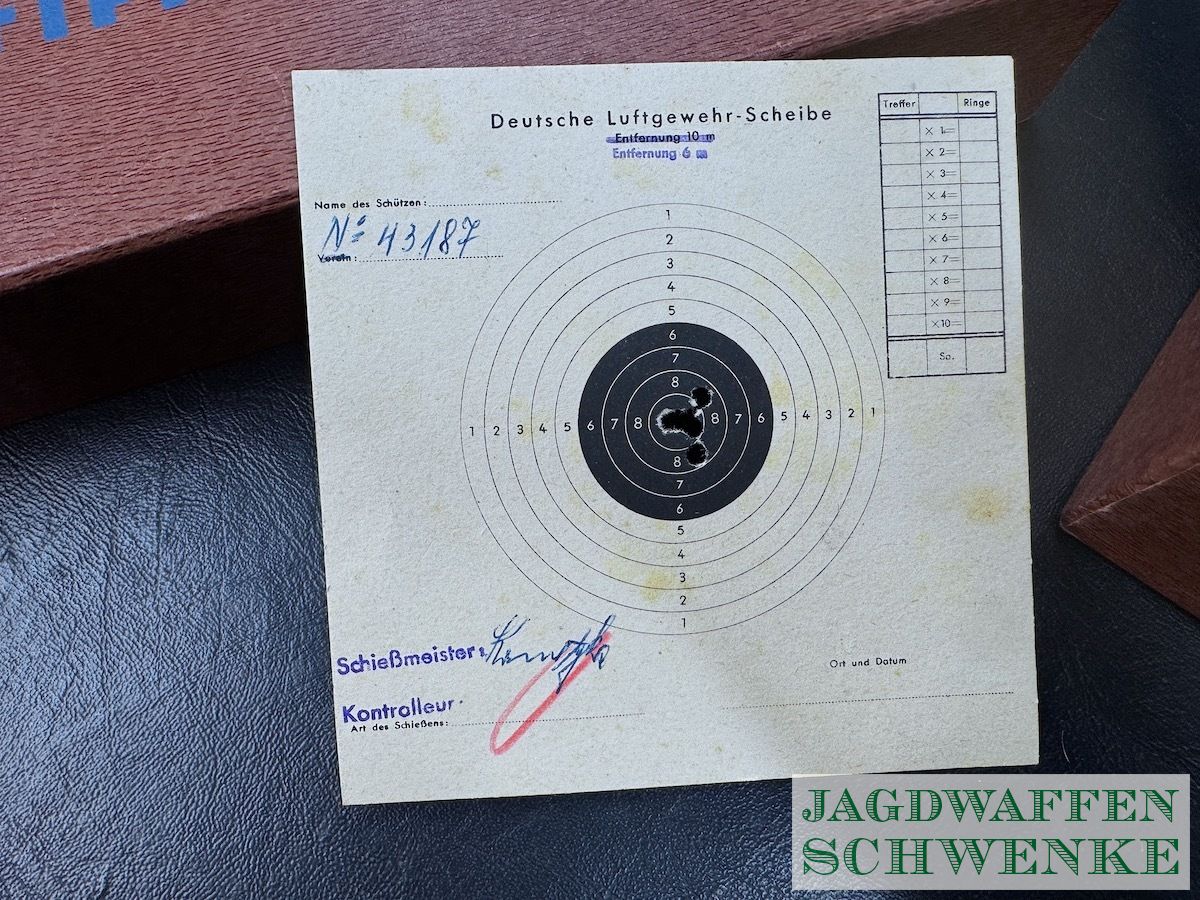 Deutsche Luftgewehr-Scheibe
Entfernung 10 m
Entfernung 6 m
Treffer Ringe
× 1=
× 2=
× 3=
× 4=
× 5=
× 6=
× 7=
× 8=
× 9=
×10=
Sa.
Name des Schützen:
Nº 43187
Verein:
1
2
3
4
5
6
7
8
1 2 3 4 5 6 7 8 8 7 6 5 4 3 2 1
8
7
6
5
4
3
2
1
Schießmeister:
Kontrolleur
Art des Schießens:
Ort und Datum
JAGDWAFFEN
SCHWENKE